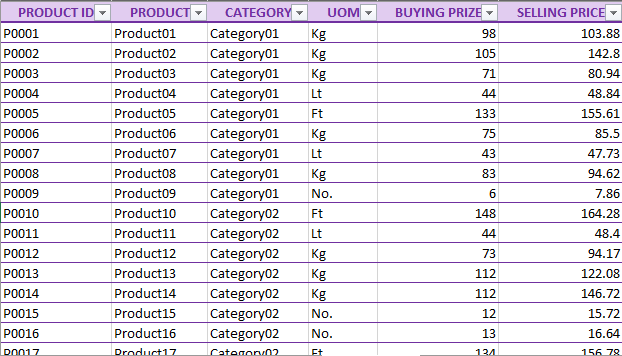 PRODUCT ID PRODUCT CATEGORY UOM BUYING PRIZE SELLING PRICE
P0001 Product01 Category01 Kg 98 103.88
P0002 Product02 Category01 Kg 105 142.8
P0003 Product03 Category01 Kg 71 80.94
P0004 Product04 Category01 Lt 44 48.84
P0005 Product05 Category01 Ft 133 155.61
P0006 Product06 Category01 Kg 75 85.5
P0007 Product07 Category01 Lt 43 47.73
P0008 Product08 Category01 Kg 83 94.62
P0009 Product09 Category01 No. 6 7.86
P0010 Product10 Category02 Ft 148 164.28
P0011 Product11 Category02 Lt 44 48.4
P0012 Product12 Category02 Kg 73 94.17
P0013 Product13 Category02 Kg 112 122.08
P0014 Product14 Category02 Kg 112 146.72
P0015 Product15 Category02 No. 12 15.72
P0016 Product16 Category02 No. 13 16.64
P0017 Product17 Category02 Ft 134 156.78